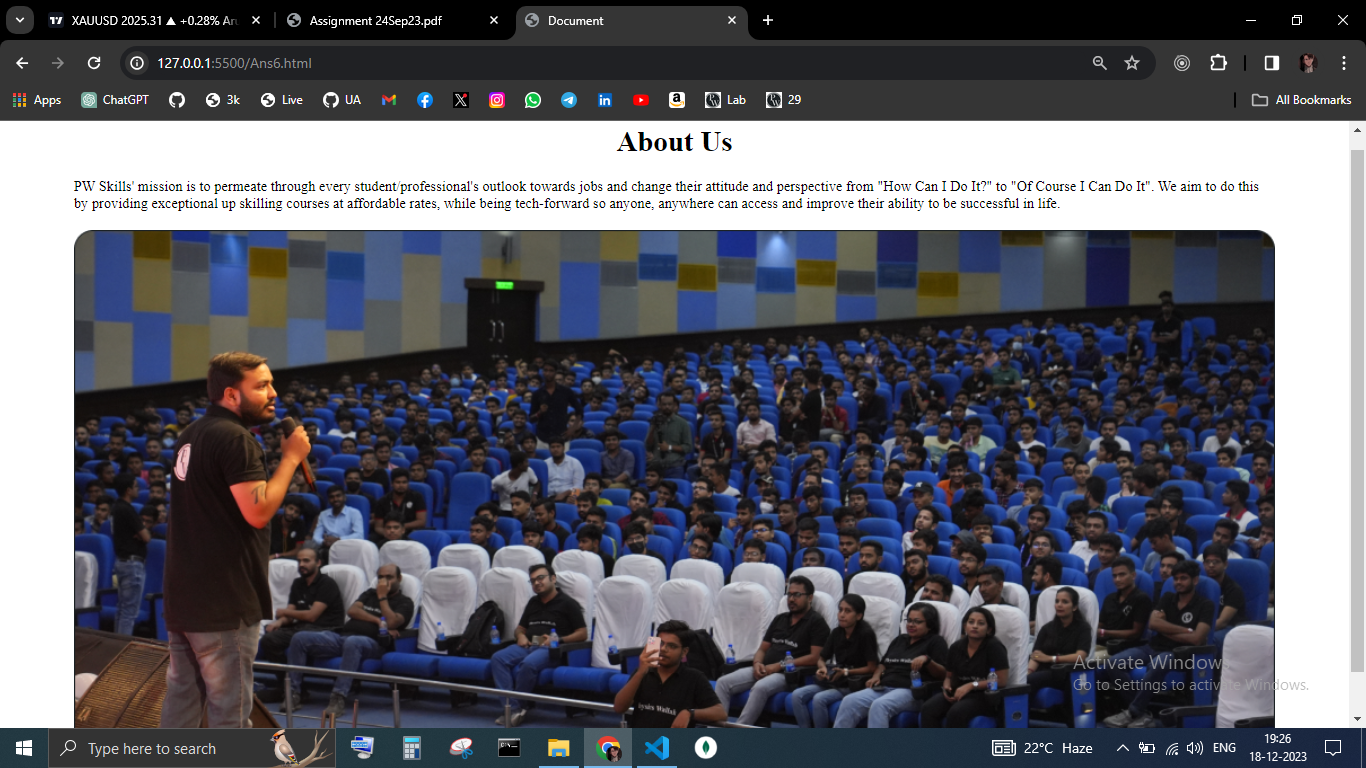 XAUUSD 2025.31 ▲ +0.28%
Assignment 24Sep23.pdf
Document
127.0.0.1:5500/Ans6.html
Apps
ChatGPT
3k
Live
UA
Lab
29
All Bookmarks
About Us
PW Skills' mission is to permeate through every student/professional's outlook towards jobs and change their attitude and perspective from "How Can I Do It?" to "Of Course I Can Do It". We aim to do this
by providing exceptional up skilling courses at affordable rates, while being tech-forward so anyone, anywhere can access and improve their ability to be successful in life.
Activate Windows
Go to Settings to activate Windows.
Type here to search
22°C Haze
ENG
19:26
18-12-2023